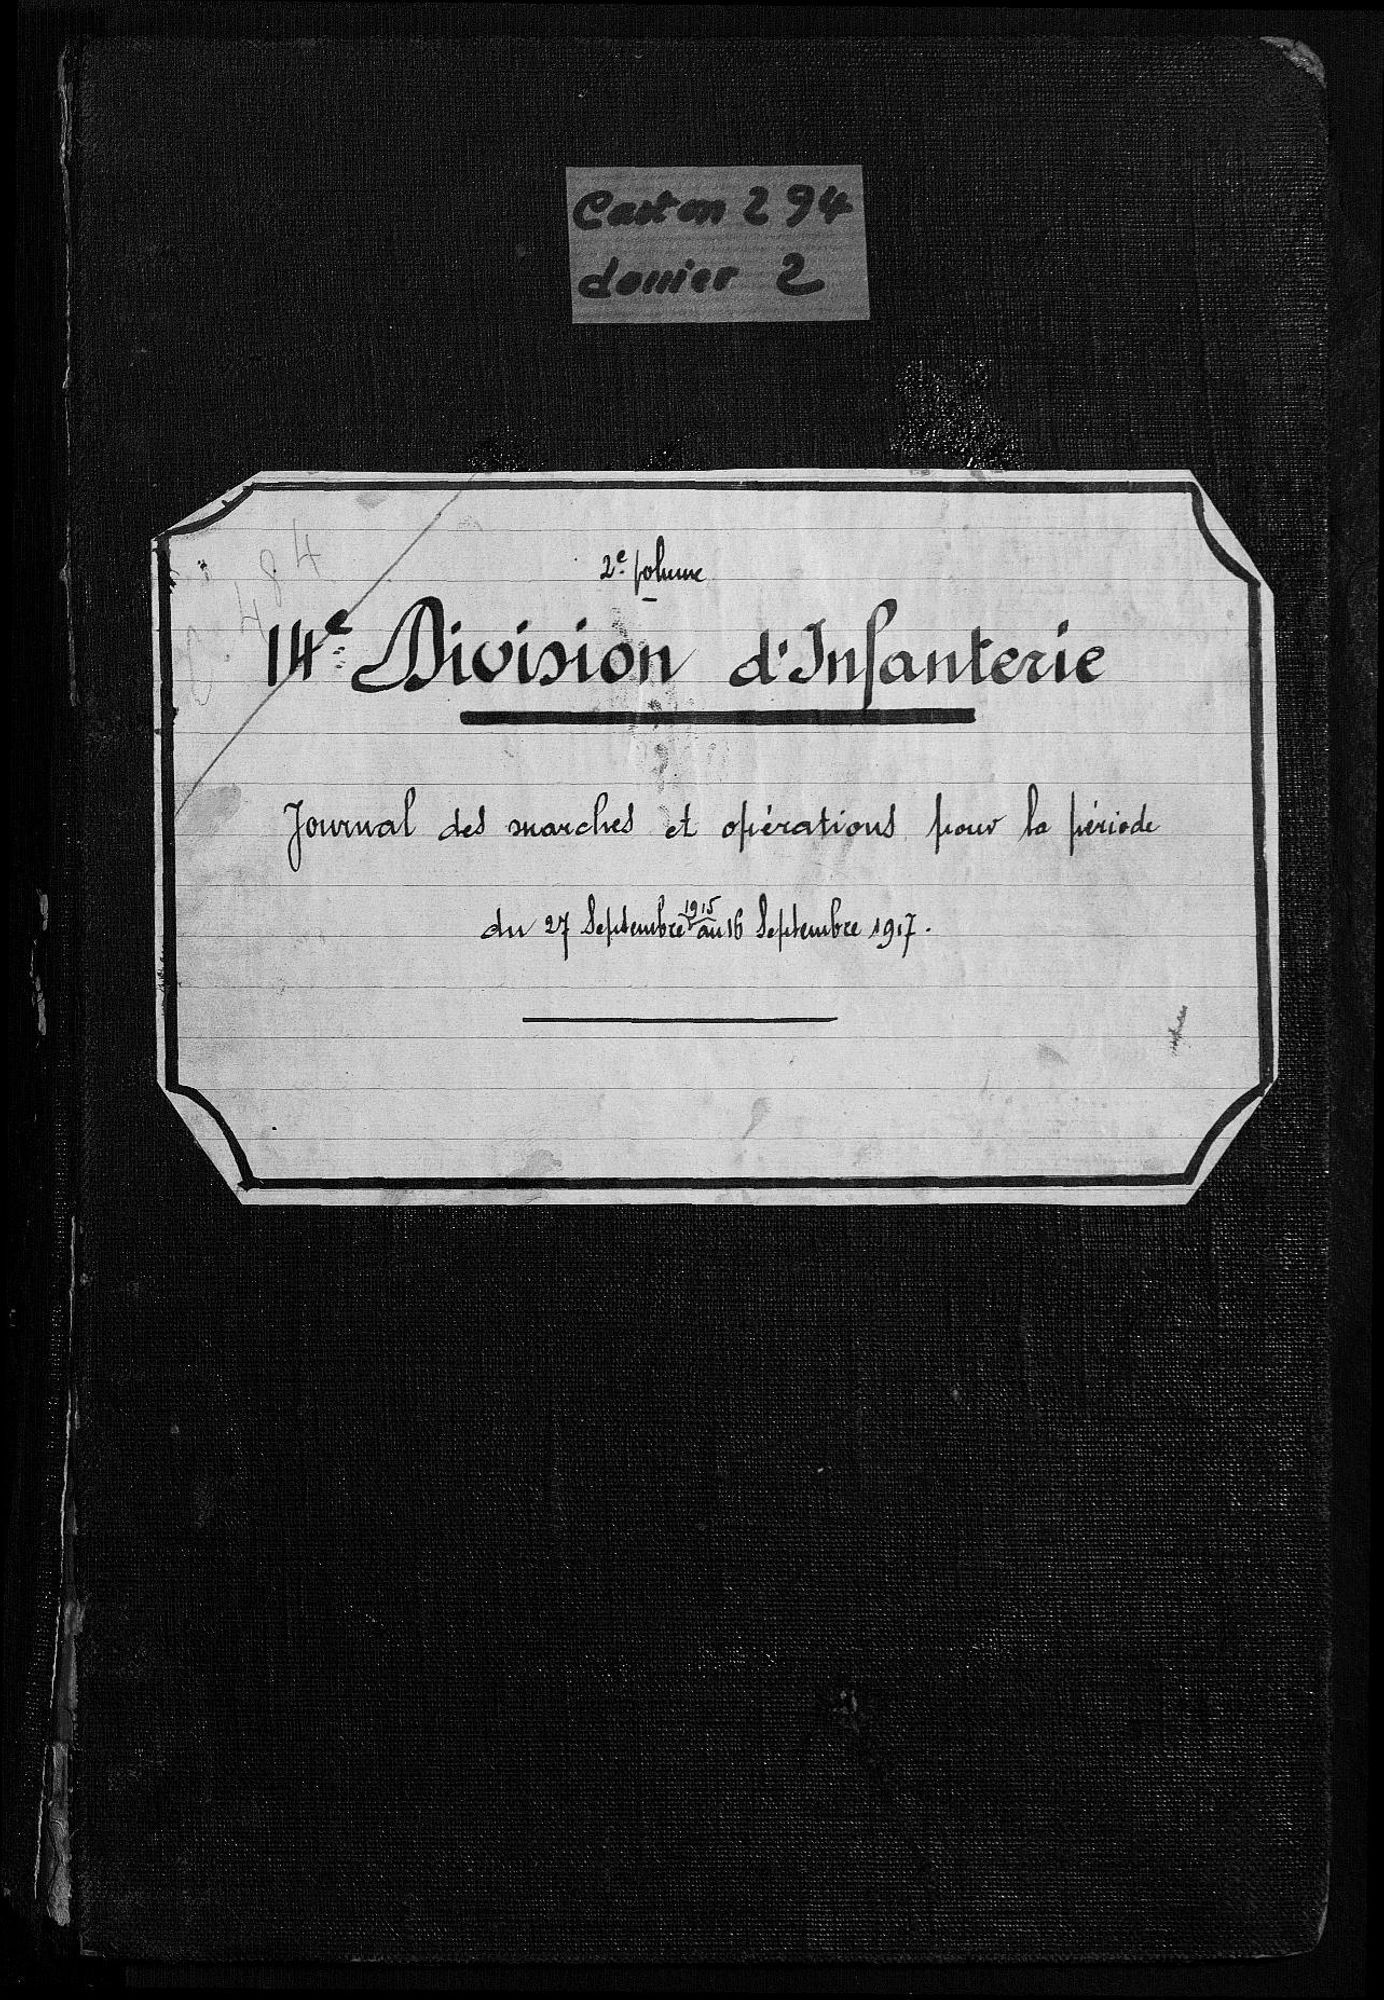 Carton 294
dossier 2
2e volume
14e Division d'Infanterie
Journal des marches et opérations pour la période
du 27 Septembre 1915 au 16 Septembre 1917.